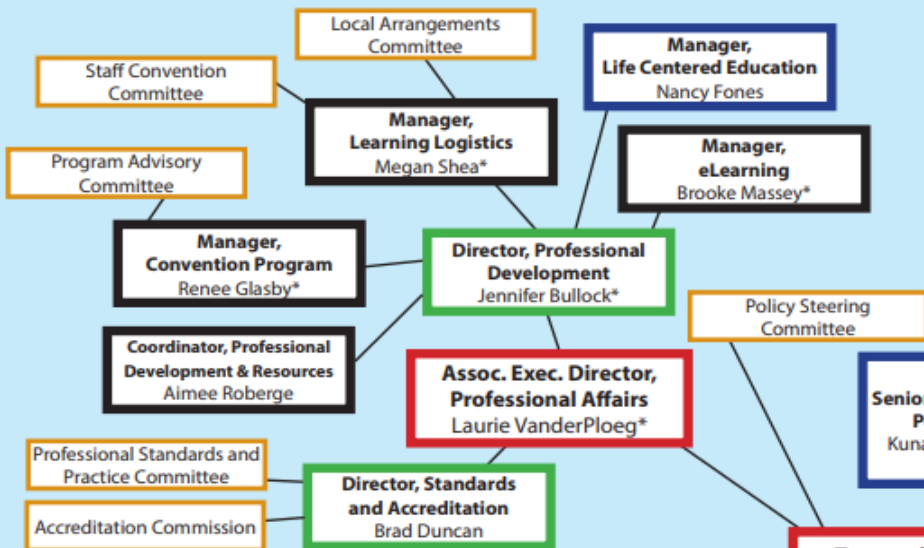 Local Arrangements
Committee
Staff Convention
Committee
Manager,
Life Centered Education
Nancy Fones
Manager,
Learning Logistics
Megan Shea*
Manager,
eLearning
Brooke Massey*
Program Advisory
Committee
Manager,
Convention Program
Renee Glasby*
Director, Professional
Development
Jennifer Bullock*
Policy Steering
Committee
Coordinator, Professional
Development & Resources
Aimee Roberge
Assoc. Exec. Director,
Professional Affairs
Laurie VanderPloeg*
Senior
P
Kuna
Professional Standards and
Practice Committee
Director, Standards
and Accreditation
Brad Duncan
Accreditation Commission